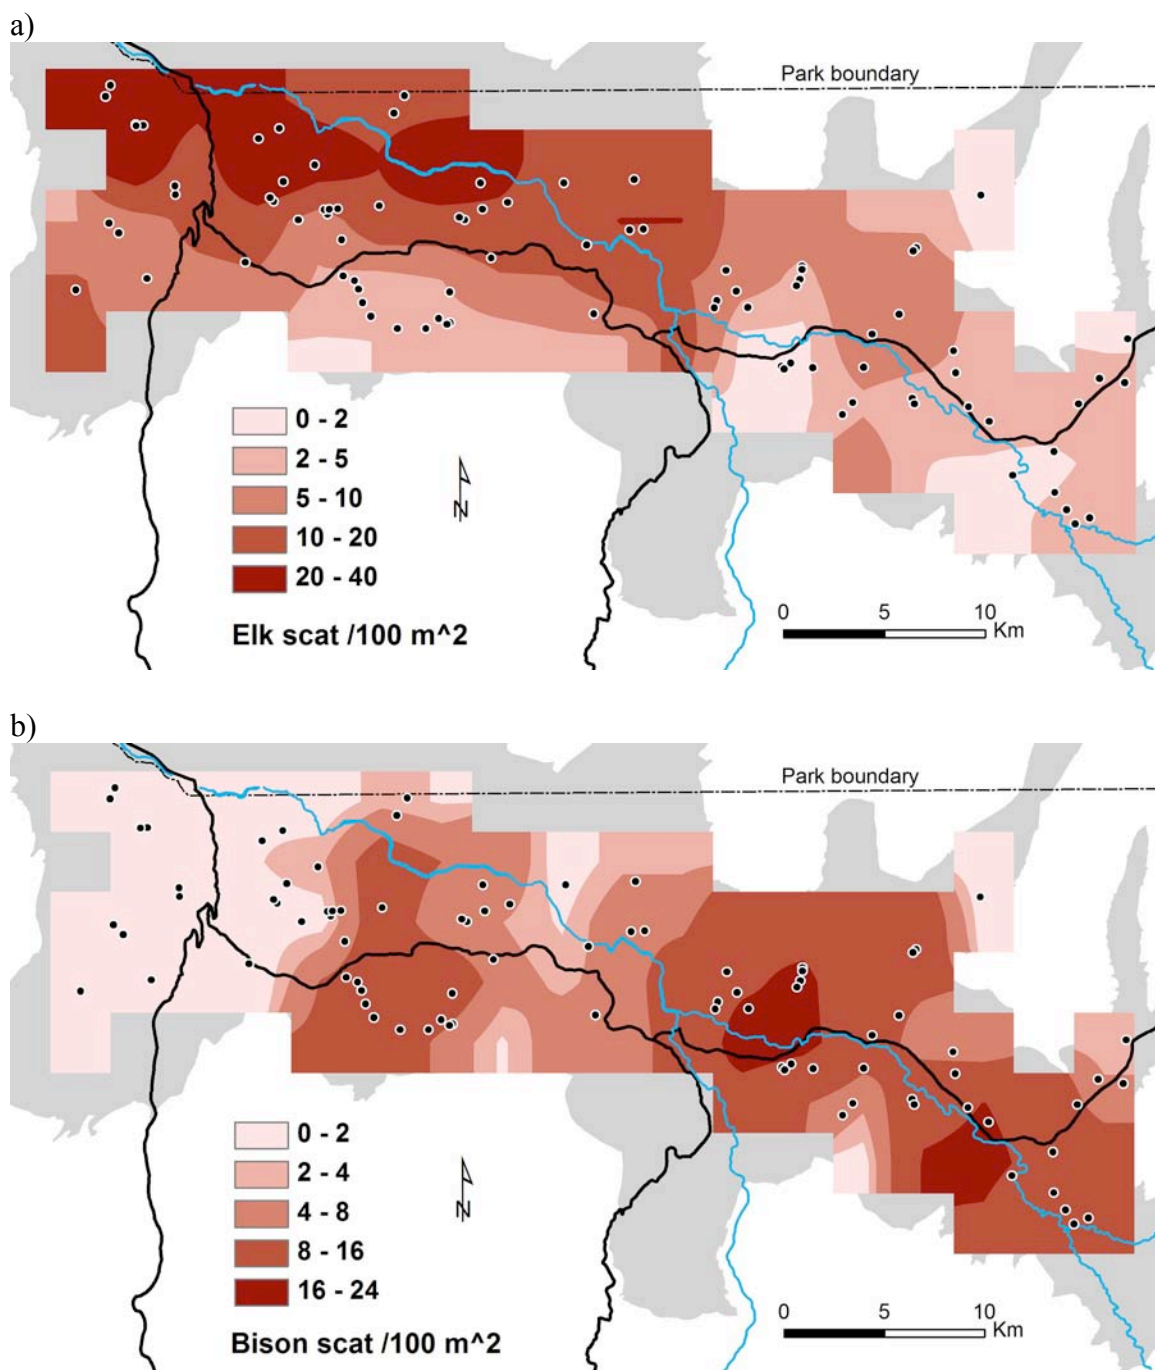 a)
Park boundary
0 - 2
2 - 5
5 - 10
10 - 20
20 - 40
Elk scat /100 m^2
N
0 5 10
Km
b)
Park boundary
0 - 2
2 - 4
4 - 8
8 - 16
16 - 24
Bison scat /100 m^2
N
0 5 10
Km